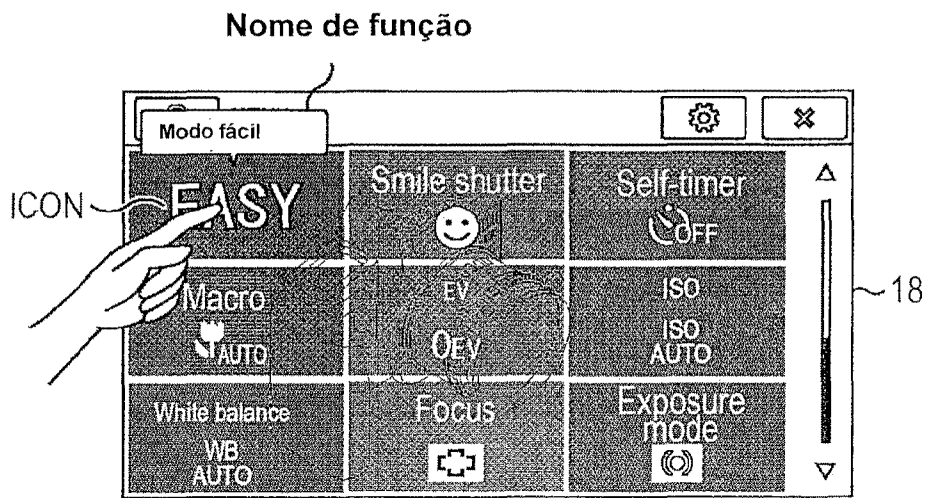 Nome de função
Modo fácil
ICON
EASY
Smile shutter
Self-timer
OFF
Macro
AUTO
EV
0EV
ISO
ISO
AUTO
18
White balance
WB
AUTO
Focus
Exposure
mode